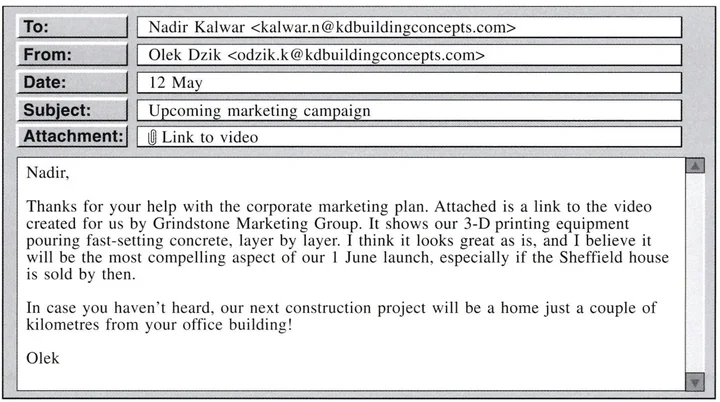 To: Nadir Kalwar <kalwar.n@kdbuildingconcepts.com>
From: Olek Dzik <odzik.k@kdbuildingconcepts.com>
Date: 12 May
Subject: Upcoming marketing campaign
Attachment: Link to video
Nadir,
Thanks for your help with the corporate marketing plan. Attached is a link to the video
created for us by Grindstone Marketing Group. It shows our 3-D printing equipment
pouring fast-setting concrete, layer by layer. I think it looks great as is, and I believe it
will be the most compelling aspect of our 1 June launch, especially if the Sheffield house
is sold by then.
In case you haven’t heard, our next construction project will be a home just a couple of
kilometres from your office building!
Olek